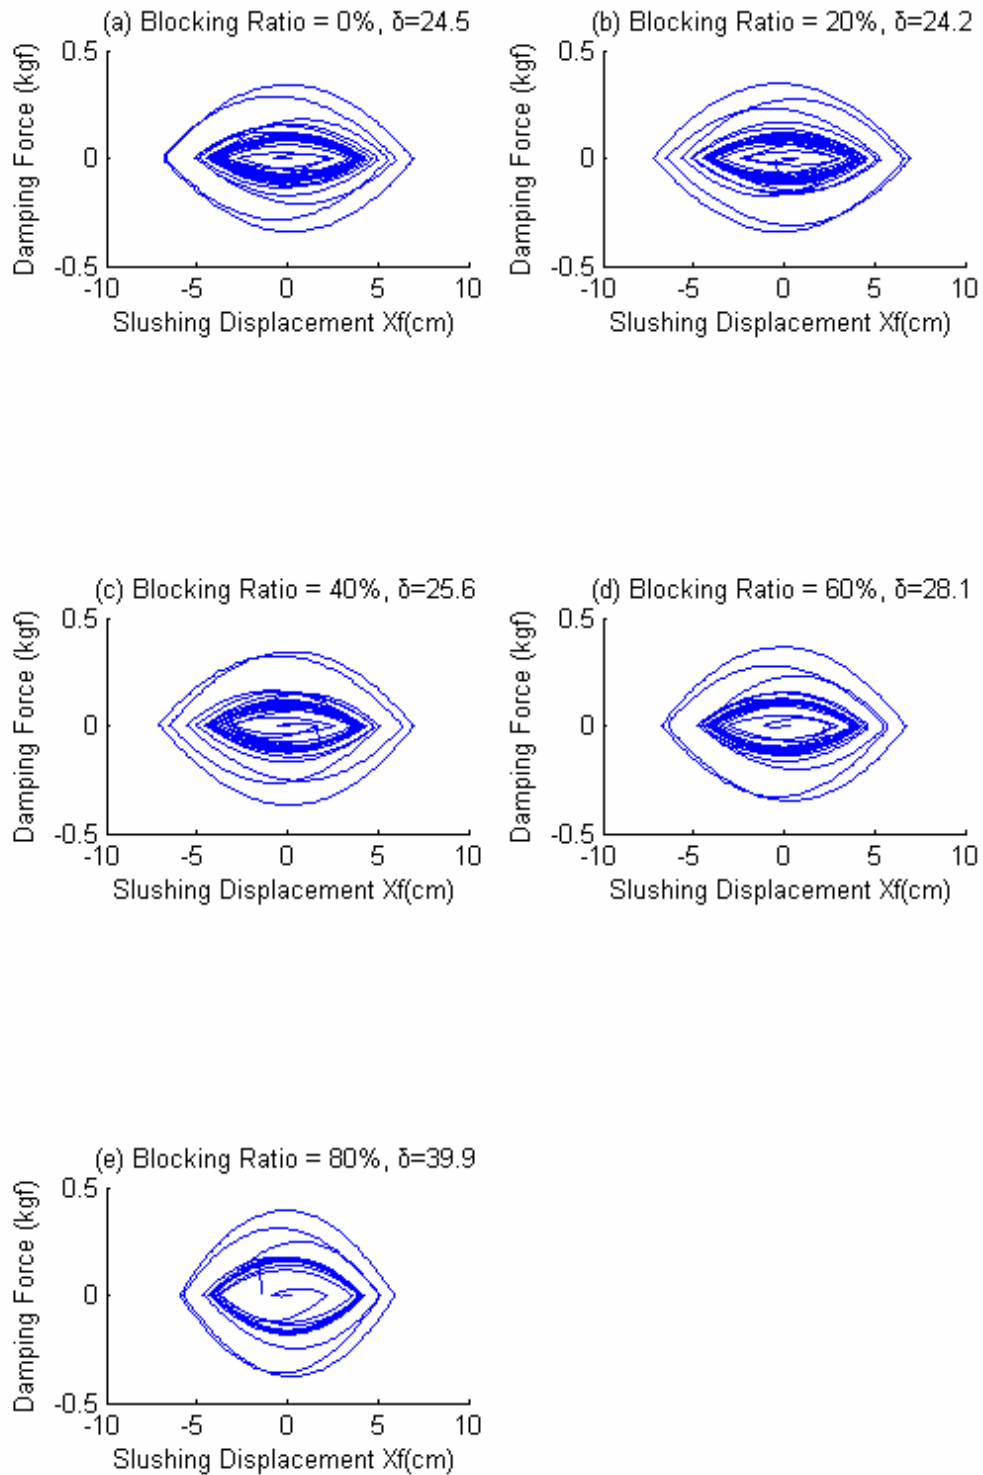 (a) Blocking Ratio = 0%, δ=24.5
(b) Blocking Ratio = 20%, δ=24.2
0.5
0
-0.5
Damping Force (kgf)
-10 -5 0 5 10
Slushing Displacement Xf(cm)
0.5
0
-0.5
Damping Force (kgf)
-10 -5 0 5 10
Slushing Displacement Xf(cm)
(c) Blocking Ratio = 40%, δ=25.6
(d) Blocking Ratio = 60%, δ=28.1
0.5
0
-0.5
Damping Force (kgf)
-10 -5 0 5 10
Slushing Displacement Xf(cm)
0.5
0
-0.5
Damping Force (kgf)
-10 -5 0 5 10
Slushing Displacement Xf(cm)
(e) Blocking Ratio = 80%, δ=39.9
0.5
0
-0.5
Damping Force (kgf)
-10 -5 0 5 10
Slushing Displacement Xf(cm)